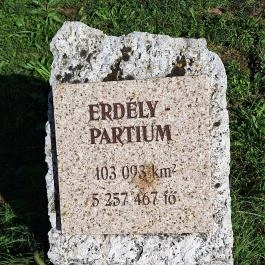 ERDÉLY -
PARTIUM
103 093 km²
5 257 467 fő